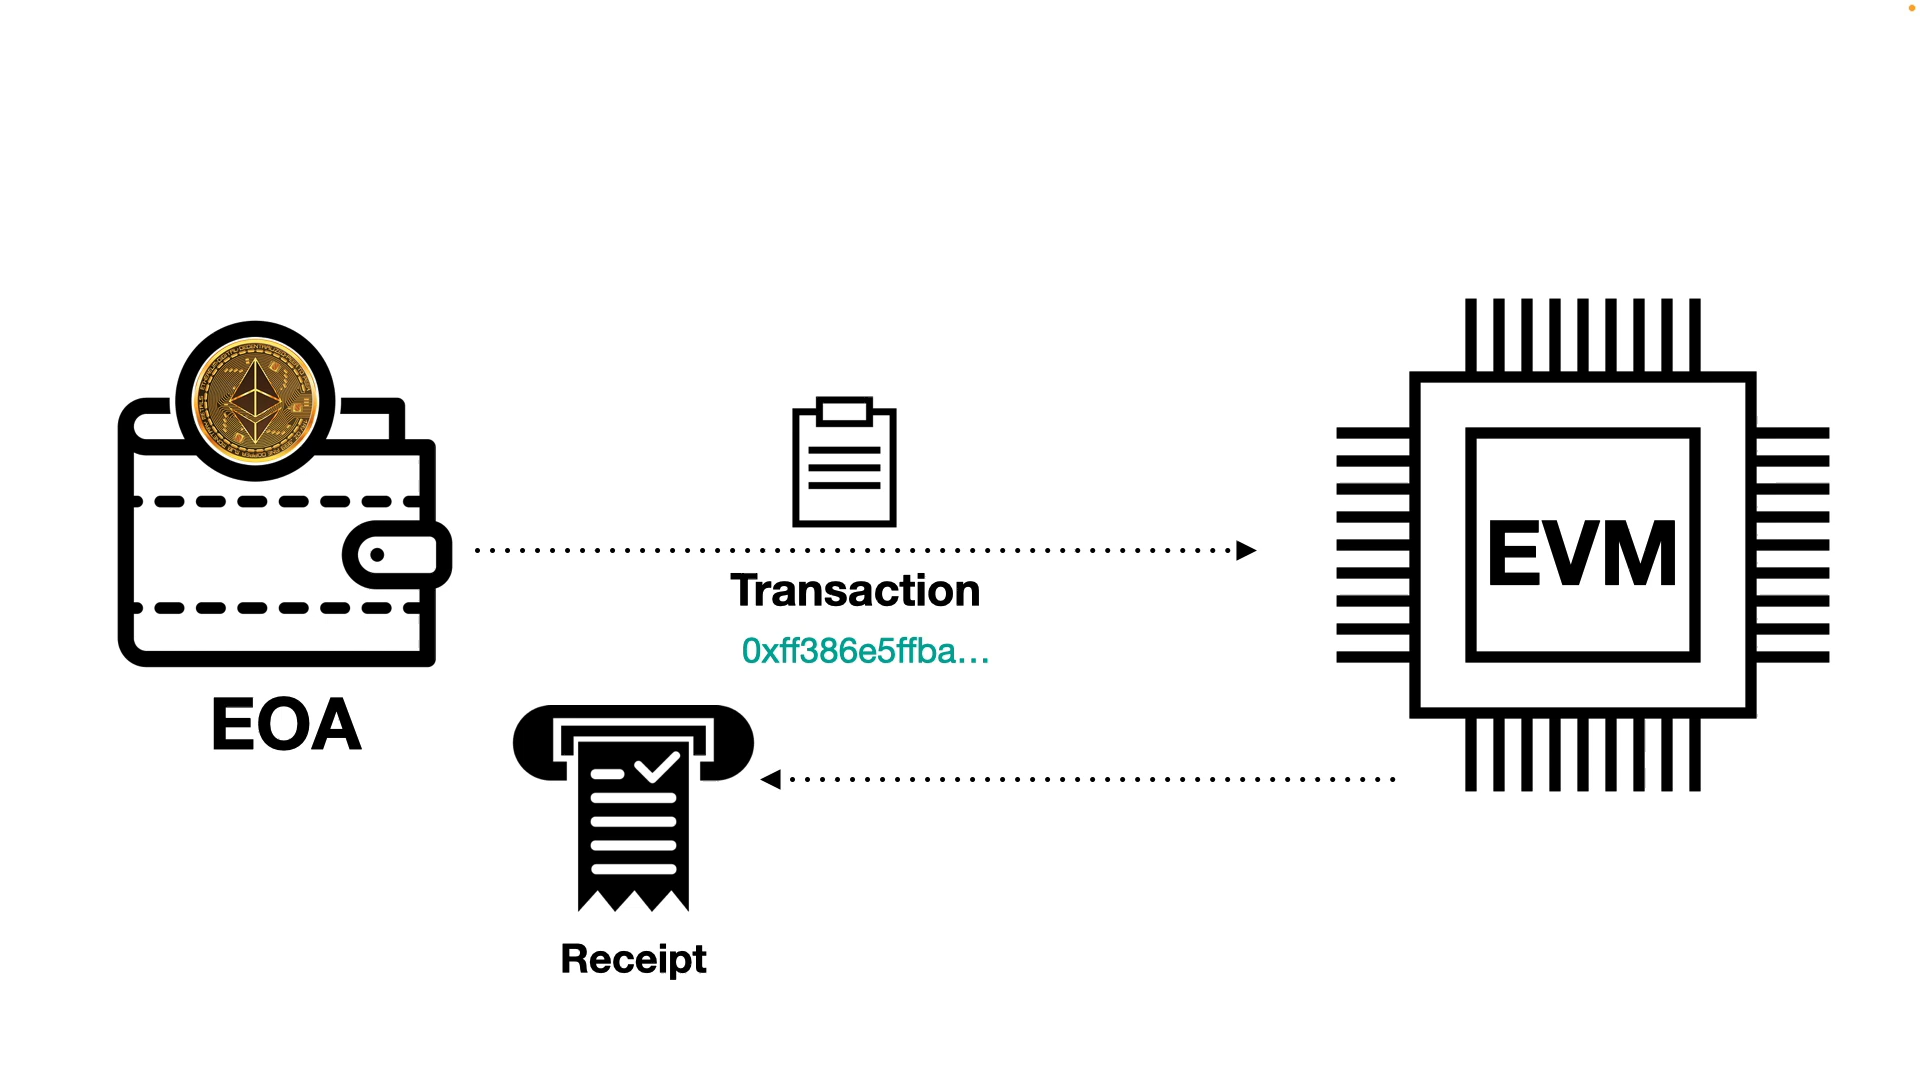 EVM
Transaction
0xff386e5ffba…
EOA
Receipt